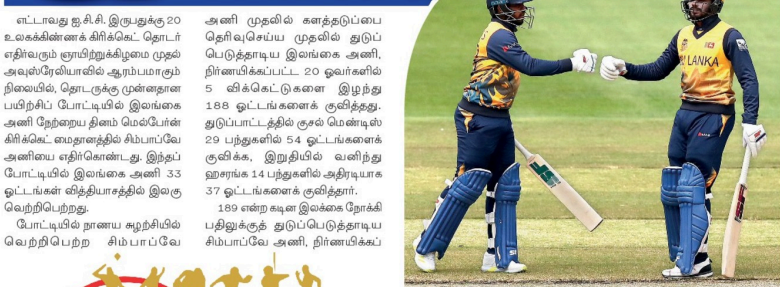 எட்டாவது ஐ.சி.சி. இருபதுக்கு 20
உலகக்கிண்ணக் கிரிக்கெட் தொடர்
எதிர்வரும் ஞாயிற்றுக்கிழமை முதல்
அவுஸ்ரேலியாவில் ஆரம்பமாகும்
நிலையில், தொடருக்கு முன்னதான
பயிற்சிப் போட்டியில் இலங்கை
அணி நேற்றைய தினம் மெல்பேர்ன்
கிரிக்கெட் மைதானத்தில் சிம்பாப்வே
அணியை எதிர்கொண்டது. இந்தப்
போட்டியில் இலங்கை அணி 33
ஓட்டங்கள் வித்தியாசத்தில் இலகு
வெற்றிபெற்றது.
போட்டியில் நாணய சுழற்சியில்
வெற்றிபெற்ற சிம்பாப்வே
அணி முதலில் களத்தடுப்பை
தெரிவுசெய்ய முதலில் துடுப்
பெடுத்தாடிய இலங்கை அணி,
நிர்ணயிக்கப்பட்ட 20 ஓவர்களில்
5 விக்கெட்டுகளை இழந்து
188 ஓட்டங்களைக் குவித்தது.
துடுப்பாட்டத்தில் குசல் மெண்டிஸ்
29 பந்துகளில் 54 ஓட்டங்களைக்
குவிக்க, இறுதியில் வனிந்து
ஹசரங்க 14 பந்துகளில் அதிரடியாக
37 ஓட்டங்களைக் குவித்தார்.
189 என்ற கடின இலக்கை நோக்கி
பதிலுக்குத் துடுப்பெடுத்தாடிய
சிம்பாப்வே அணி, நிர்ணயிக்கப்
LANKA